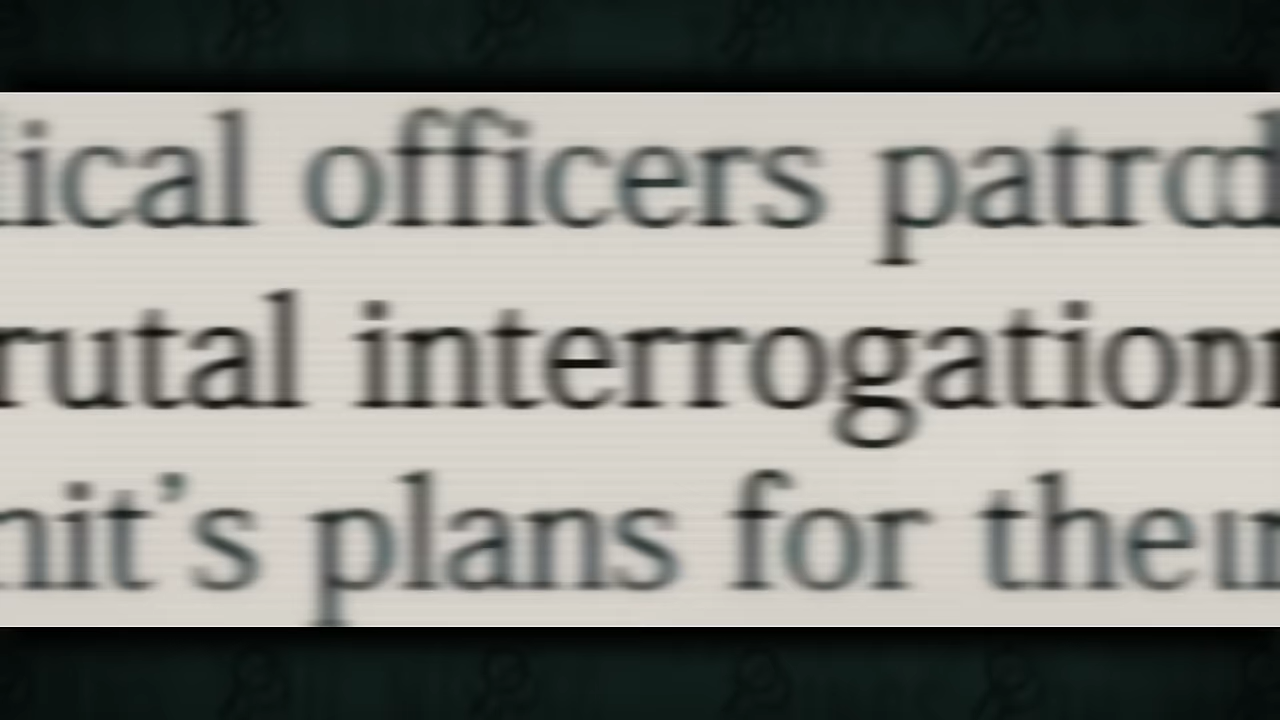 ical officers
rutal interrogation
nit’s plans for